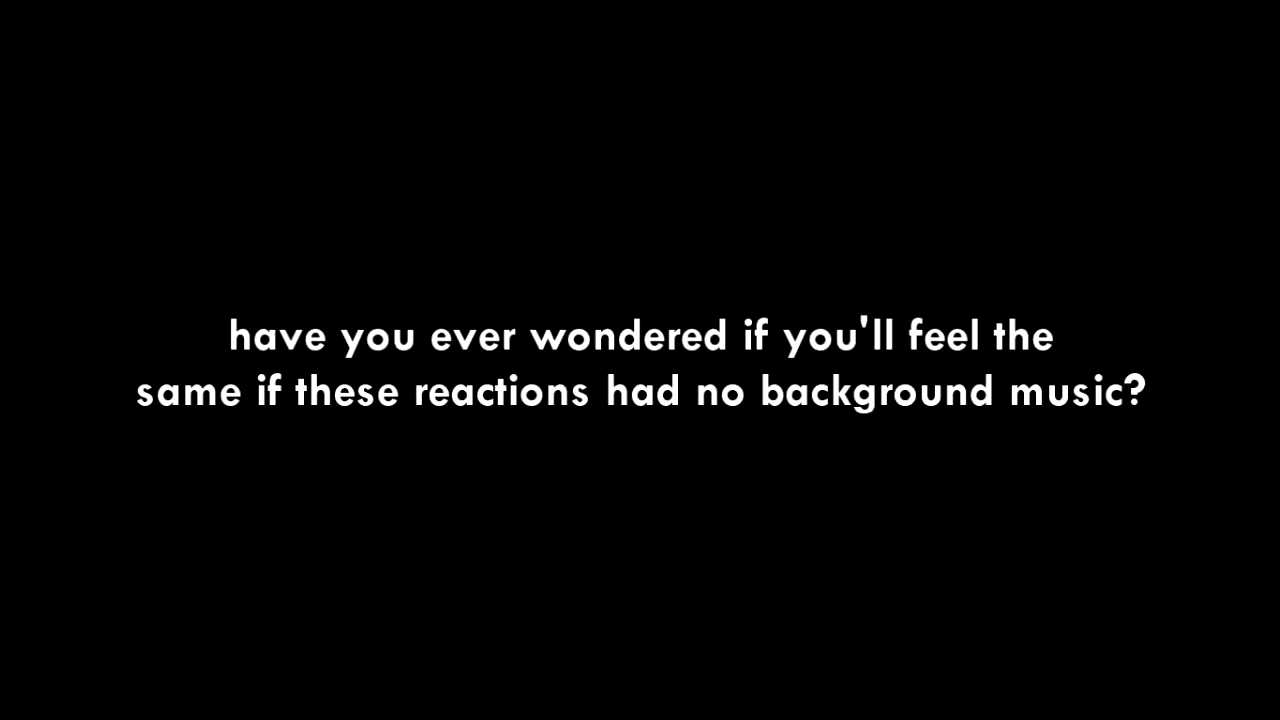 have you ever wondered if you'll feel the
same if these reactions had no background music?